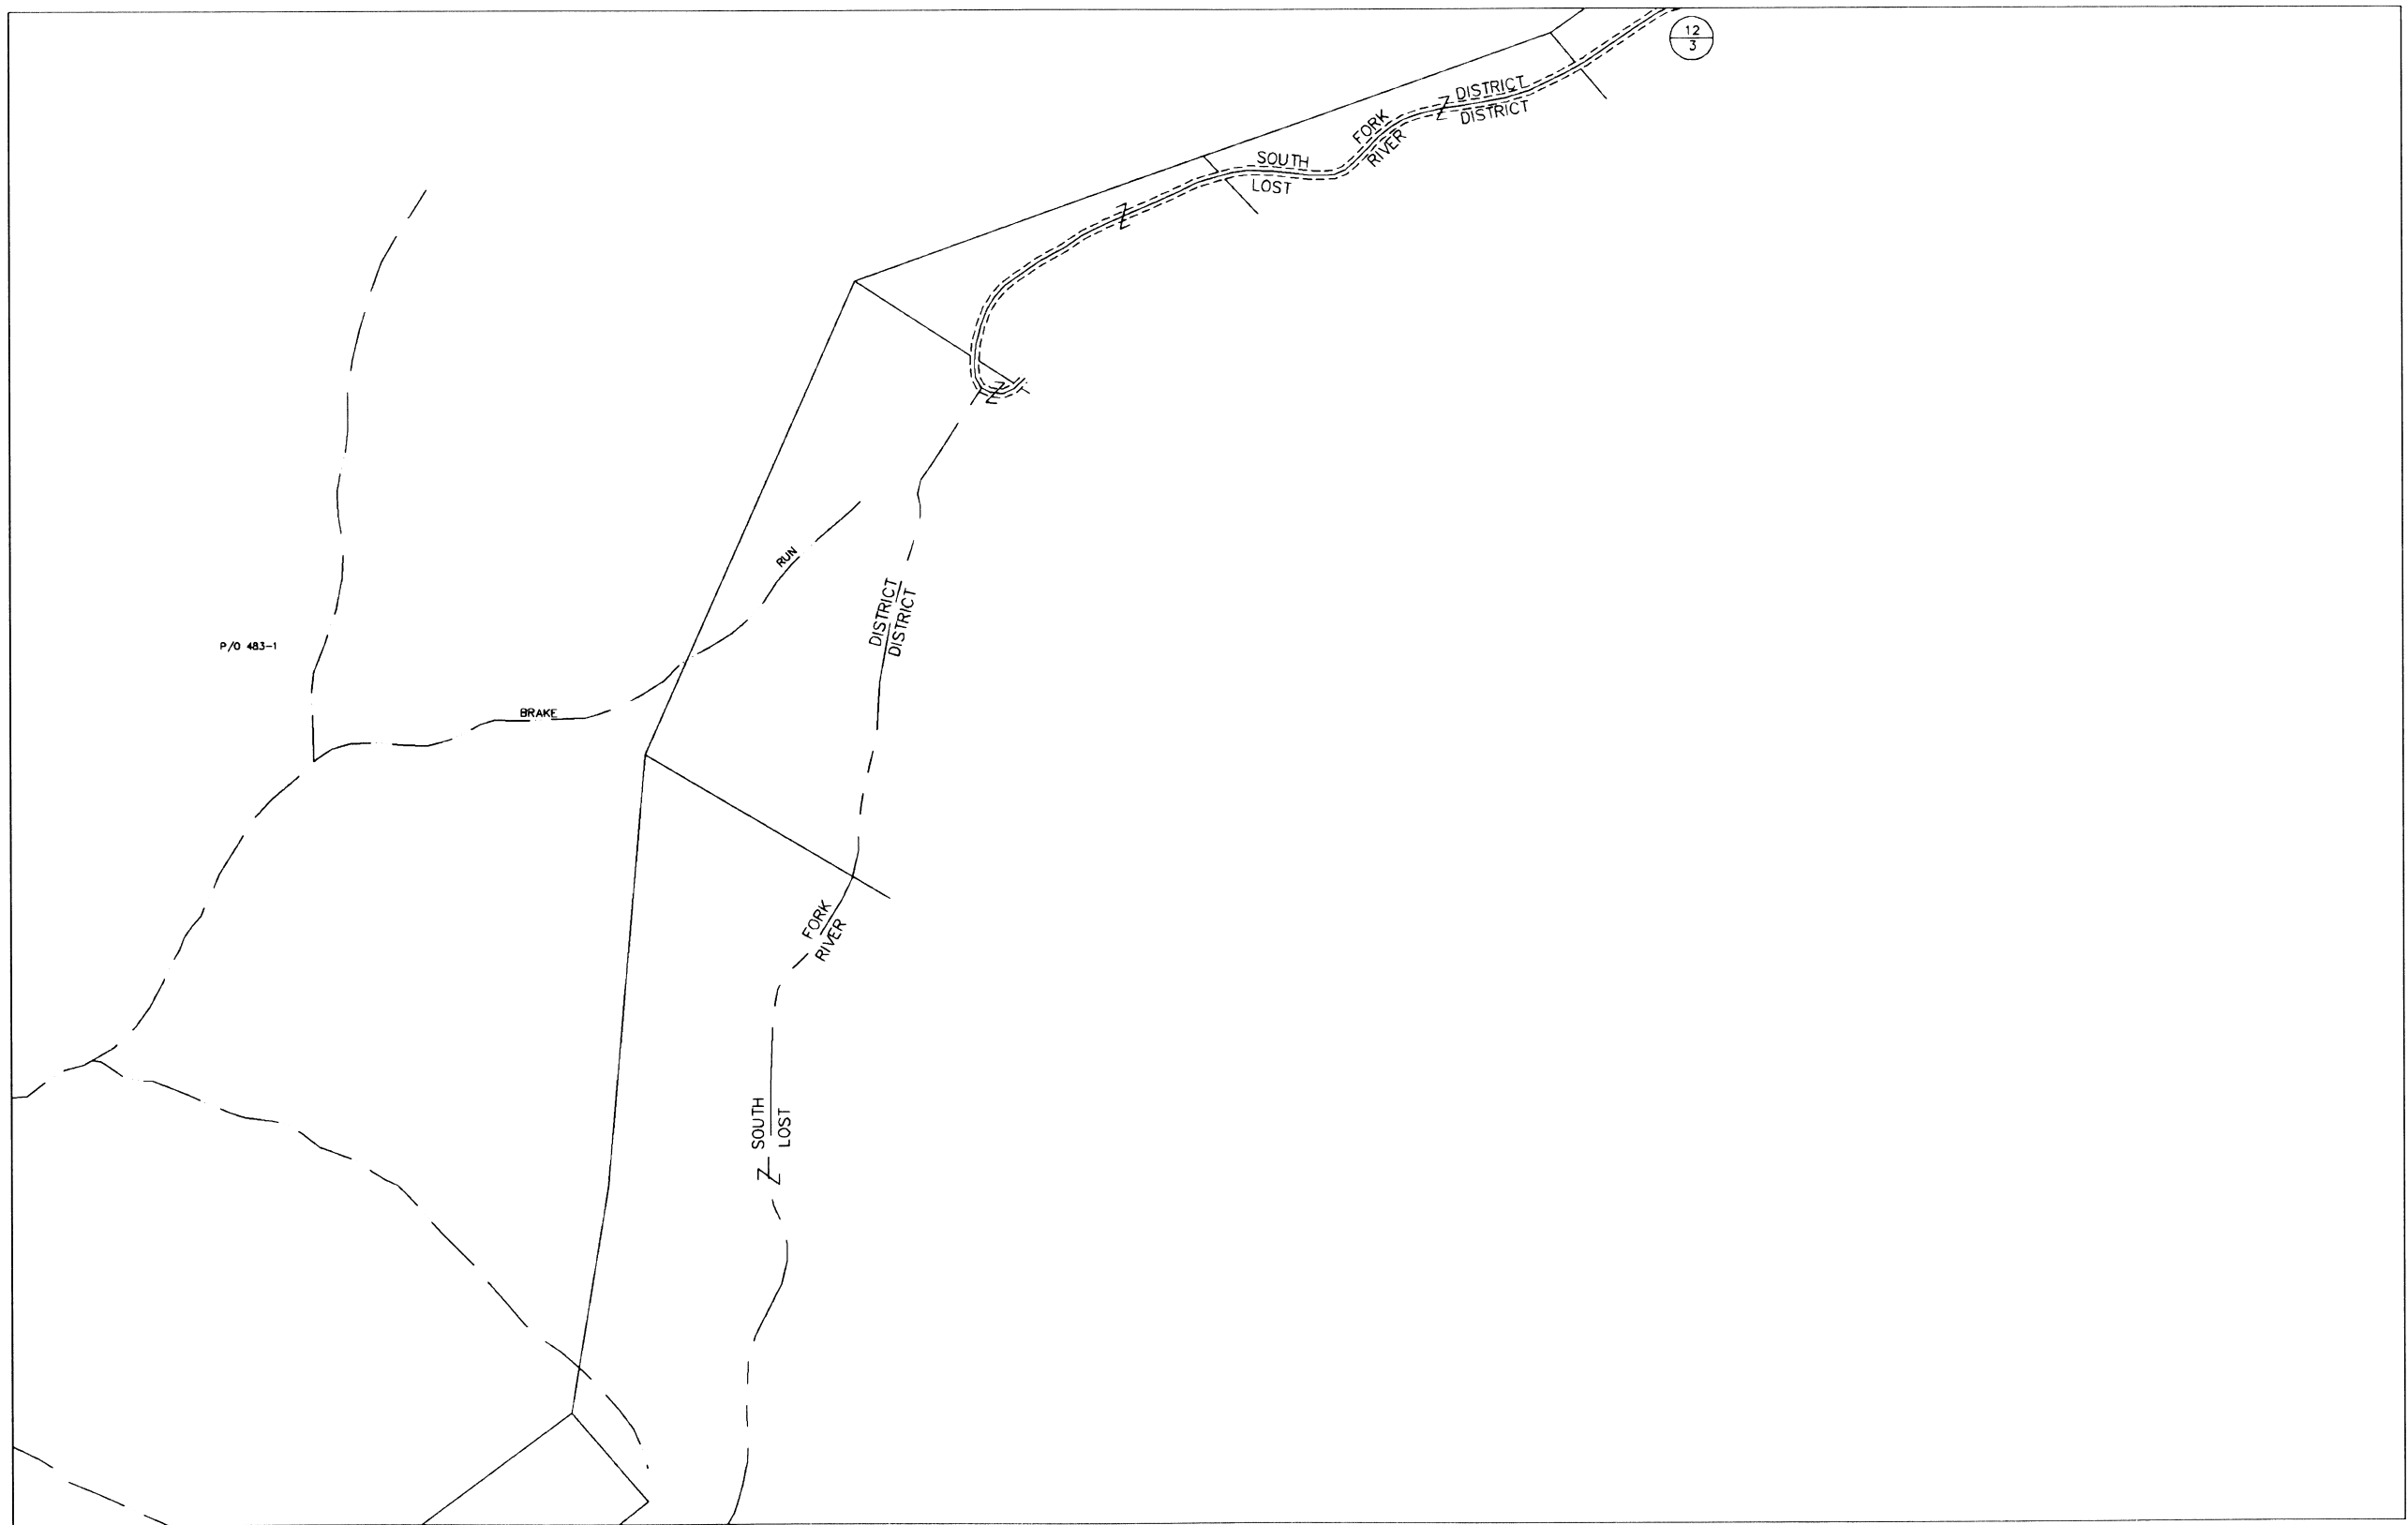 12
3
SOUTH FORK DISTRICT
LOST RIVER DISTRICT
RUN
DISTRICT
DISTRICT
P/O 483-1
BRAKE
FORK
RIVER
SOUTH
LOST